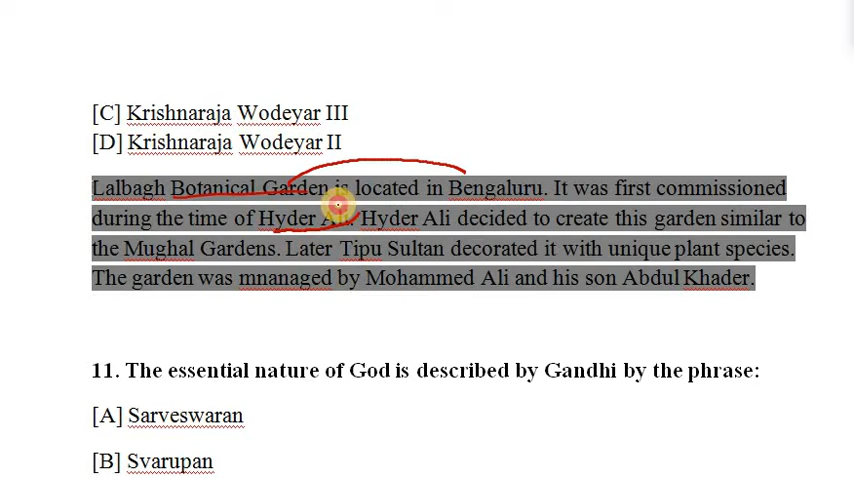 [C] Krishnaraja Wodeyar III
[D] Krishnaraja Wodeyar II
Lalbagh Botanical Garden is located in Bengaluru. It was first commissioned
during the time of Hyder Ali. Hyder Ali decided to create this garden similar to
the Mughal Gardens. Later Tipu Sultan decorated it with unique plant species.
The garden was mnanaged by Mohammed Ali and his son Abdul Khader.
11. The essential nature of God is described by Gandhi by the phrase:
[A] Sarveswaran
[B] Svarupan